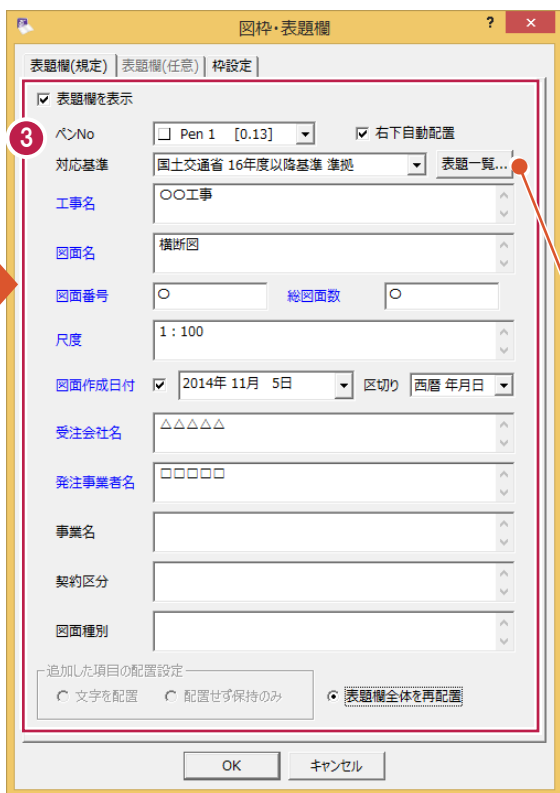 図枠・表題欄 ? ×
表題欄(規定) 表題欄(任意) 枠設定
表題欄を表示
3
ペンNo Pen 1 [0.13] 右下自動配置
対応基準 国土交通省 16年度以降基準 準拠 表題一覧...
工事名 〇〇工事
図面名 横断図
図面番号 〇 総図面数 〇
尺度 1：100
図面作成日付 2014年 11月 5日 区切り 西暦 年月日
受注会社名 △△△△△
発注事業者名 □□□□□
事業名
契約区分
図面種別
追加した項目の配置設定
文字を配置 配置せず保持のみ 表題欄全体を再配置
OK キャンセル